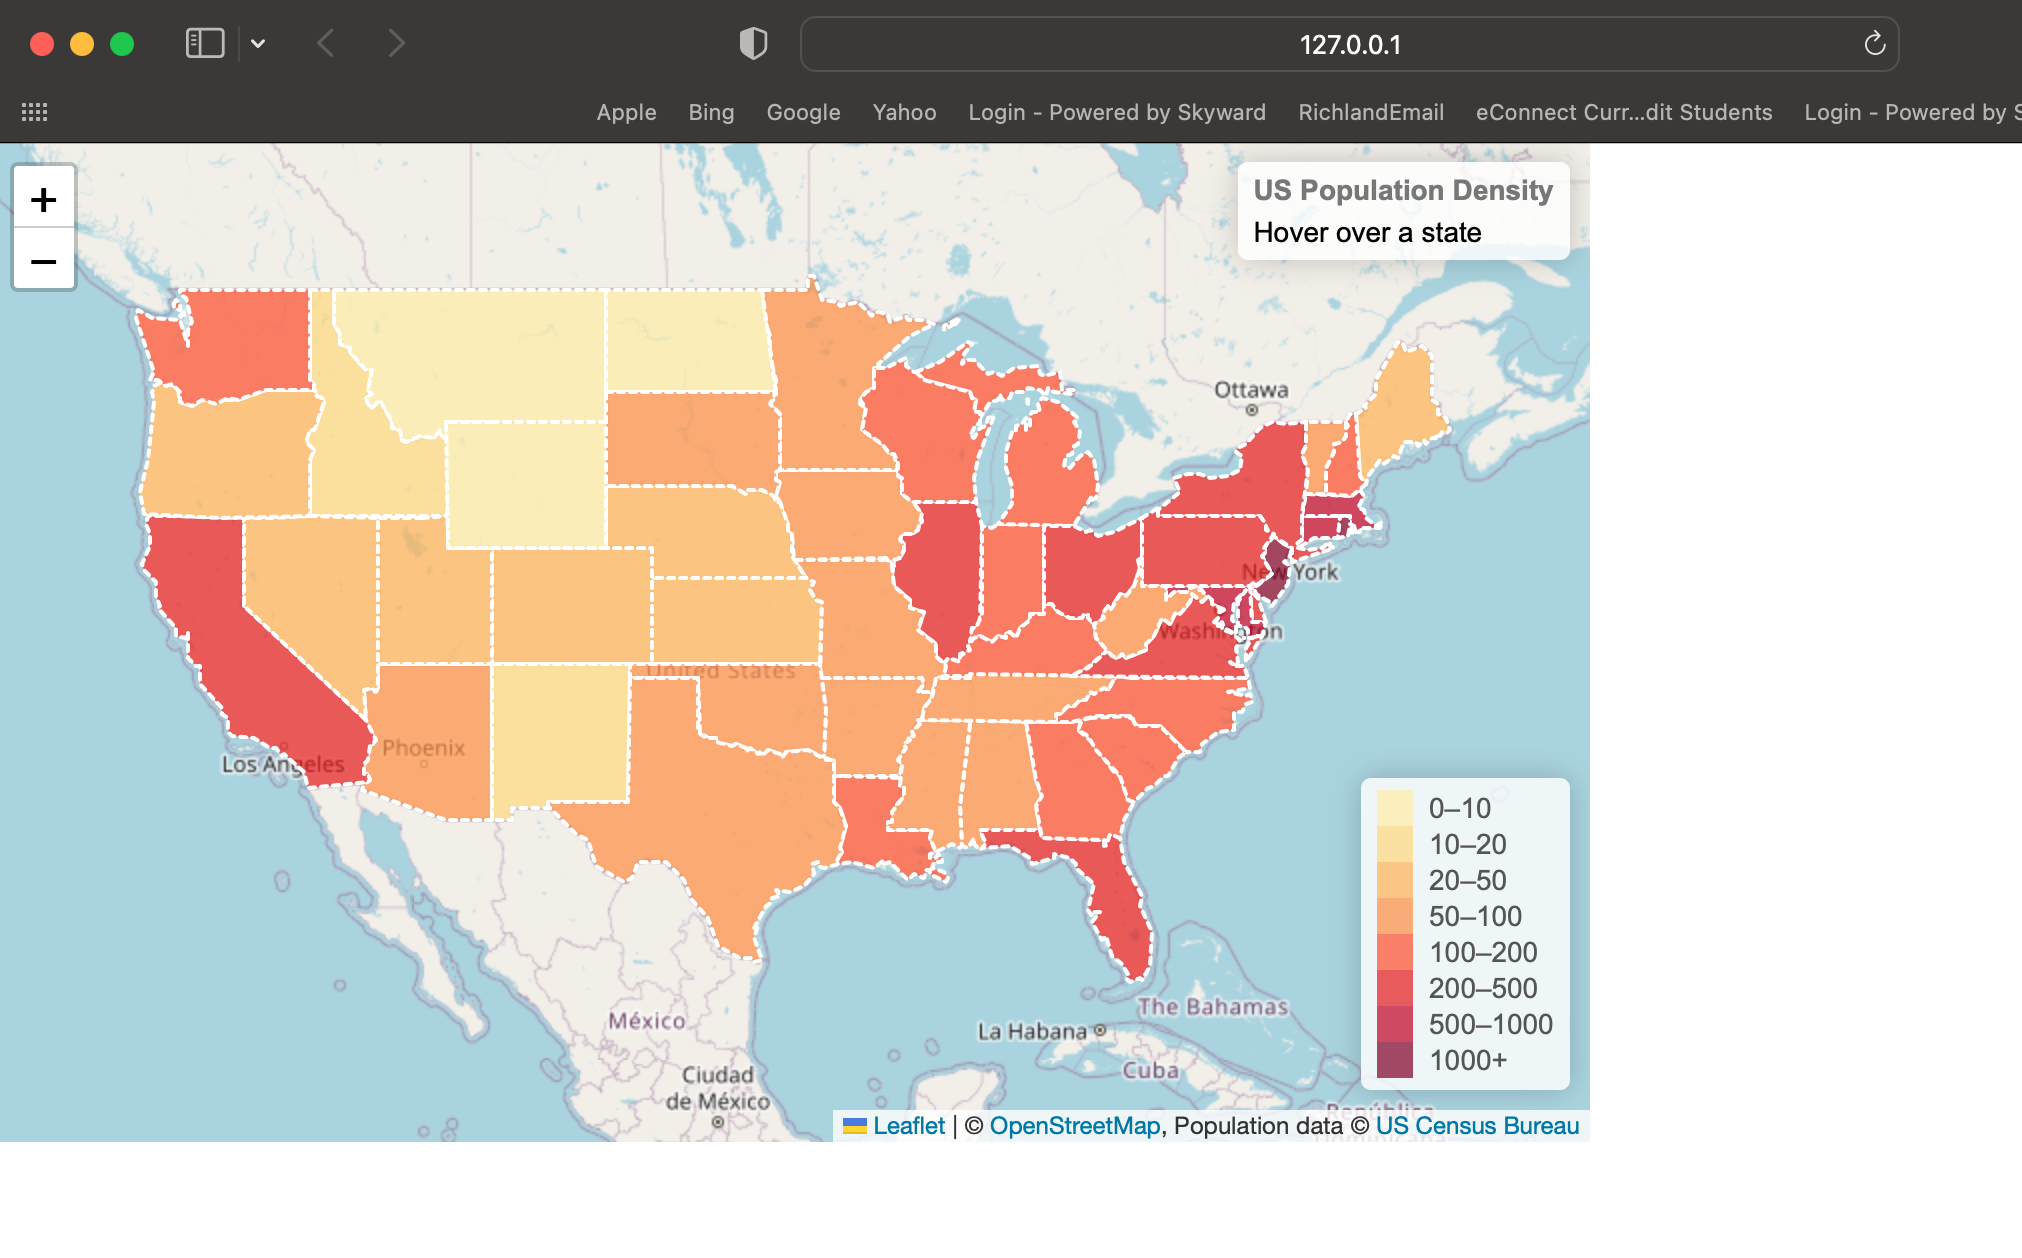 127.0.0.1
Apple Bing Google Yahoo Login - Powered by Skyward RichlandEmail eConnect Curr...dit Students Login - Powered by S
+
−
US Population Density
Hover over a state
Ottawa
New York
Washington
United States
Los Angeles
Phoenix
0–10
10–20
20–50
50–100
100–200
200–500
500–1000
1000+
México
The Bahamas
La Habana
Cuba
Ciudad
de México
República
Dominicana
Leaflet | © OpenStreetMap, Population data © US Census Bureau